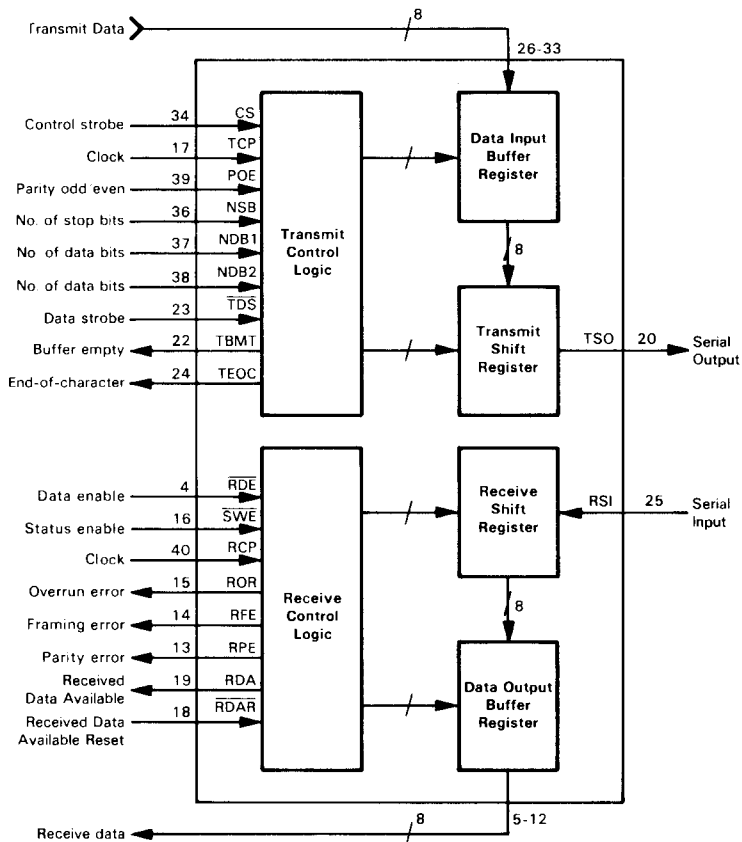 Transmit Data
8
26-33
Control strobe 34 CS
Clock 17 TCP
Parity odd even 39 POE
No. of stop bits 36 NSB
No. of data bits 37 NDB1
No. of data bits 38 NDB2
Data strobe 23 TDS
Buffer empty 22 TBMT
End-of-character 24 TEOC
Transmit
Control
Logic
Data Input
Buffer
Register
8
Transmit
Shift
Register
TSO 20
Serial
Output
Data enable 4 RDE
Status enable 16 SWE
Clock 40 RCP
Overrun error 15 ROR
Framing error 14 RFE
Parity error 13 RPE
Received
Data Available 19 RDA
Received Data
Available Reset 18 RDAR
Receive
Control
Logic
Receive
Shift
Register
RSI 25
Serial
Input
8
Data Output
Buffer
Register
5-12
8
Receive data